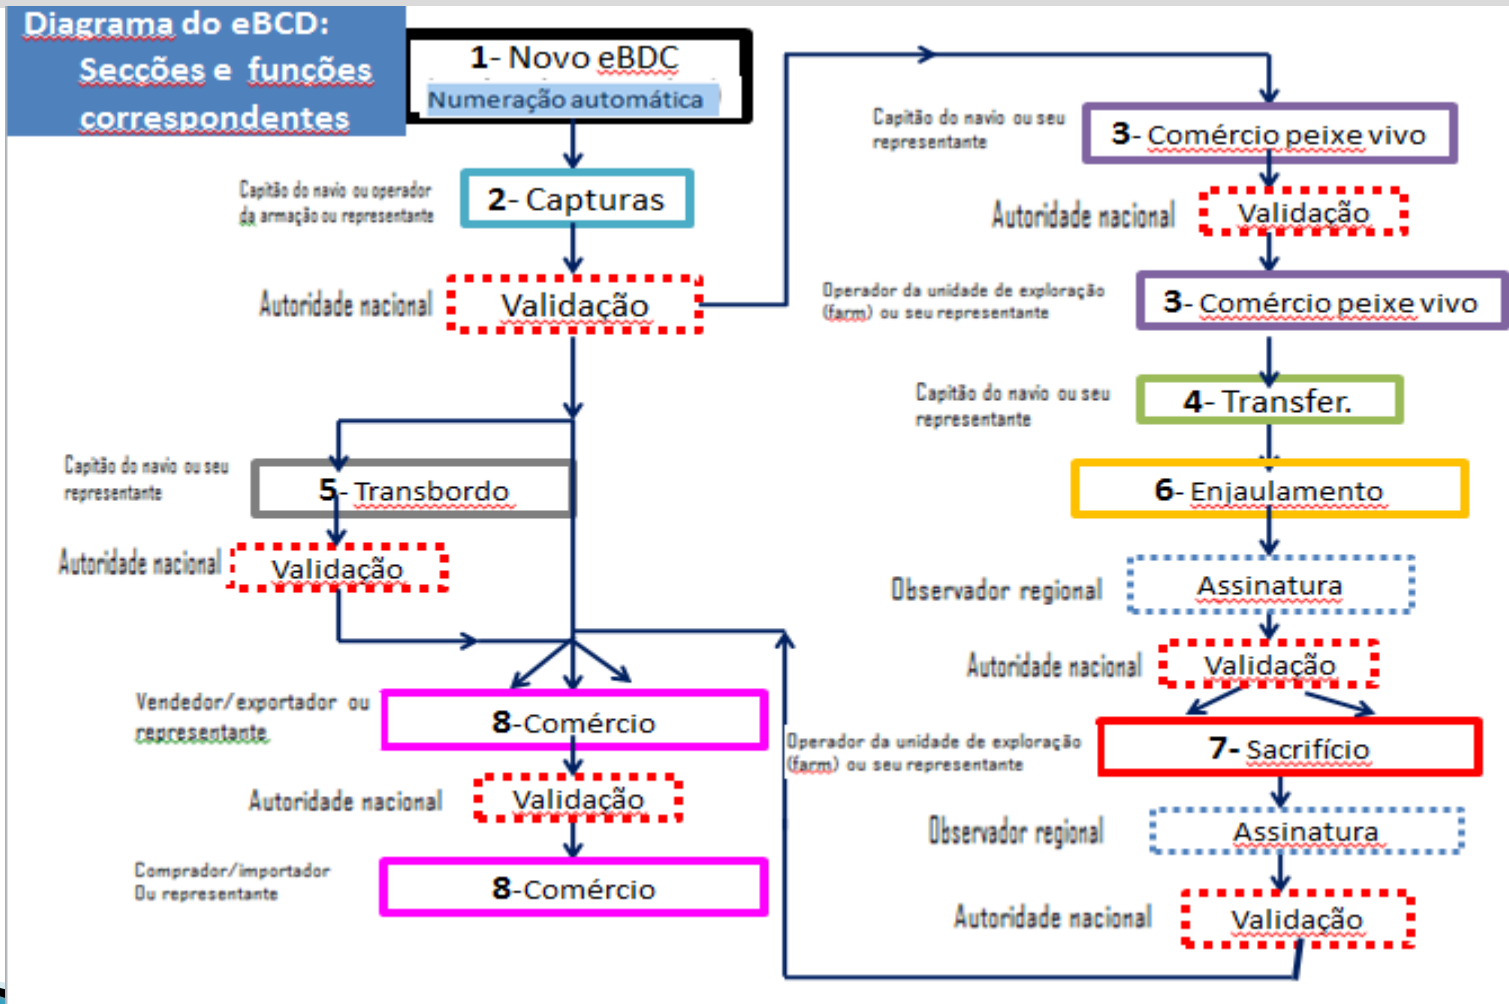 Diagrama do eBCD:
Secções e funções
correspondentes
1- Novo eBDC
Numeração automática
Capitão do navio ou operador
da armação ou representante
2- Capturas
Autoridade nacional
Validação
Capitão do navio ou seu
representante
5- Transbordo
Autoridade nacional
Validação
Vendedor/exportador ou
representante
8-Comércio
Autoridade nacional
Validação
Comprador/importador
Ou representante
8-Comércio
Capitão do navio ou seu
representante
3- Comércio peixe vivo
Autoridade nacional
Validação
Operador da unidade de exploração
(farm) ou seu representante
3- Comércio peixe vivo
Capitão do navio ou seu
representante
4- Transfer.
6- Enjaulamento
Observador regional
Assinatura
Autoridade nacional
Validação
Operador da unidade de exploração
(farm) ou seu representante
7- Sacrifício
Observador regional
Assinatura
Autoridade nacional
Validação